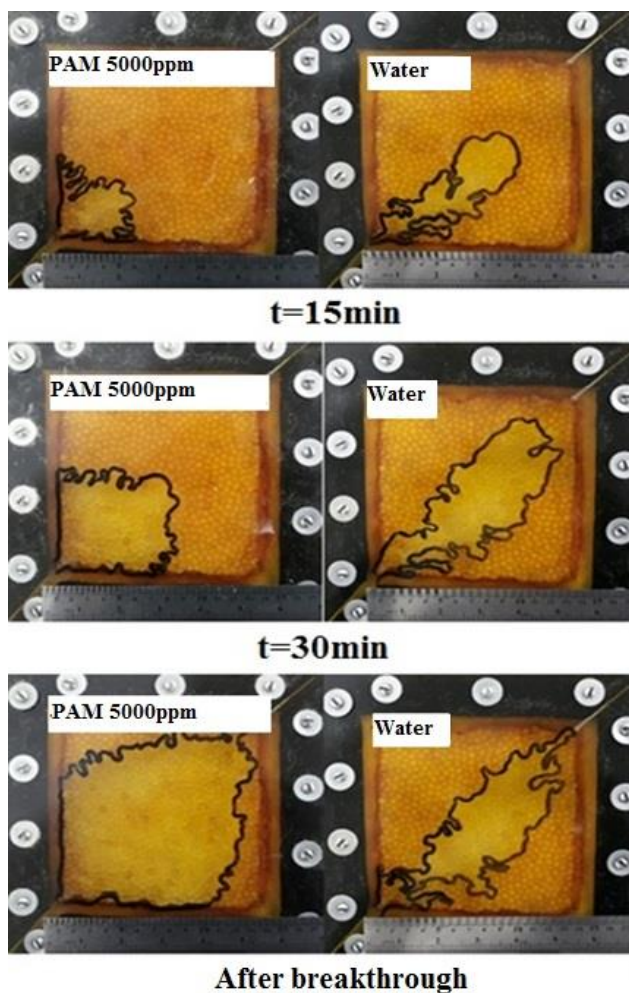 PAM 5000ppm
Water
t=15min
PAM 5000ppm
Water
t=30min
PAM 5000ppm
Water
After breakthrough